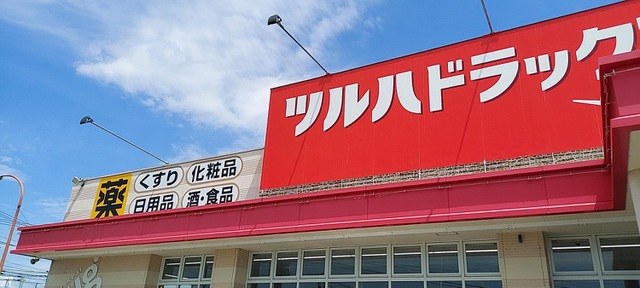 ツルハドラッグ
薬
くすり 化粧品
日用品 酒・食品